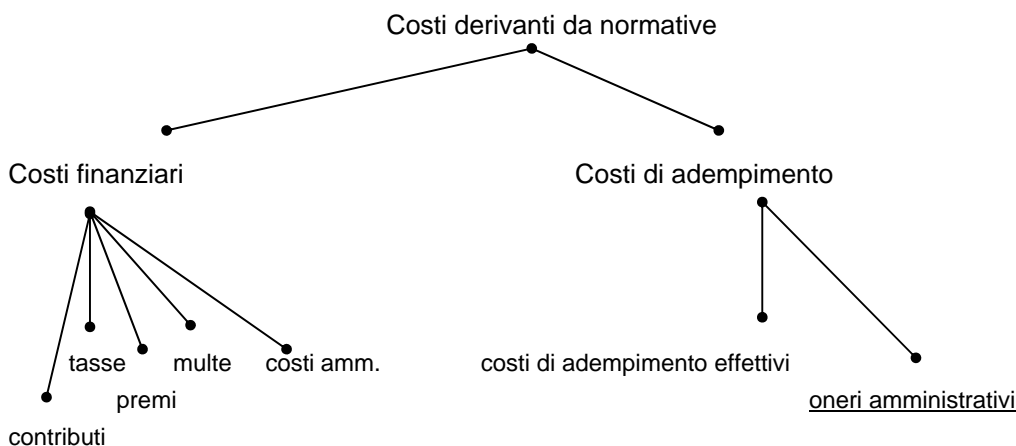 Costi derivanti da normative
Costi finanziari
Costi di adempimento
tasse
multe
costi amm.
costi di adempimento effettivi
premi
oneri amministrativi
contributi